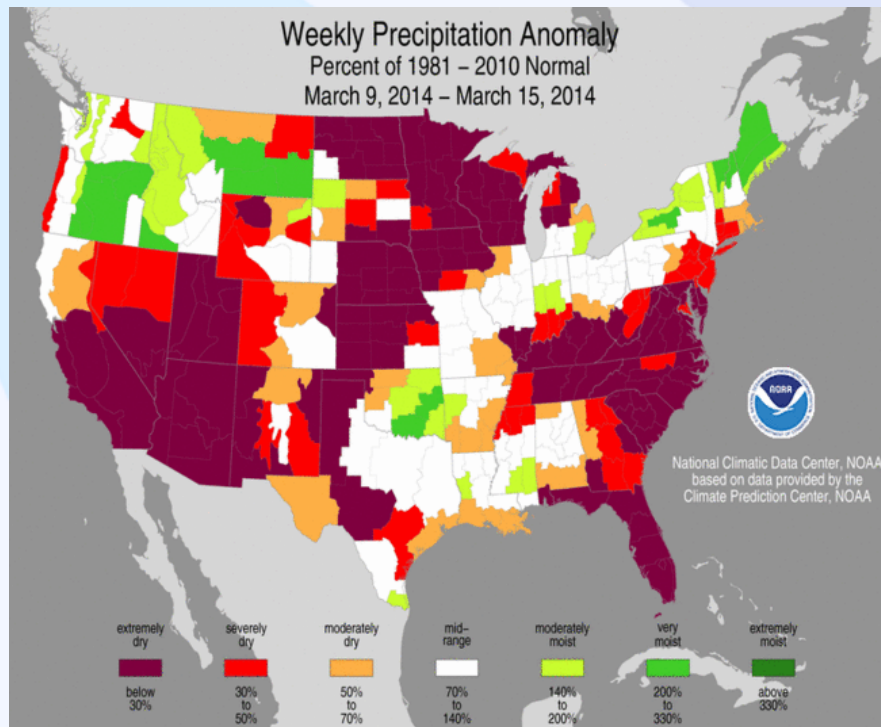 Weekly Precipitation Anomaly
Percent of 1981 – 2010 Normal
March 9, 2014 – March 15, 2014
NOAA
National Climatic Data Center, NOAA
based on data provided by the
Climate Prediction Center, NOAA
extremely dry
severely dry
moderately dry
mid-range
moderately moist
very moist
extremely moist
below 30%
30% to 50%
50% to 70%
70% to 140%
140% to 200%
200% to 330%
above 330%